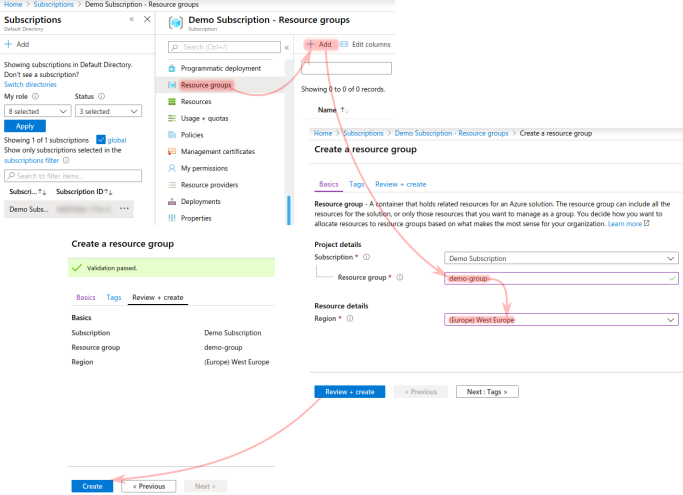 Home > Subscriptions > Demo Subscription - Resource groups
Subscriptions
Default Directory
« ×
+ Add
Showing subscriptions in Default Directory.
Don't see a subscription?
Switch directories
My role
Status
8 selected
3 selected
Apply
Showing 1 of 1 subscriptions
global
Show only subscriptions selected in the
subscriptions filter
Search to filter items...
Subscri...↑↓ Subscription ID↑↓
Demo Subs...
•••
Demo Subscription - Resource groups
Subscription
Search (Ctrl+/)
«
Programmatic deployment
Resource groups
Resources
Usage + quotas
Policies
Management certificates
My permissions
Resource providers
Deployments
Properties
+ Add
Edit columns
Showing 0 to 0 of 0 records.
Name ↑↓
Home > Subscriptions > Demo Subscription - Resource groups > Create a resource group
Create a resource group
Basics Tags Review + create
Resource group - A container that holds related resources for an Azure solution. The resource group can include all the
resources for the solution, or only those resources that you want to manage as a group. You decide how you want to
allocate resources to resource groups based on what makes the most sense for your organization. Learn more
Project details
Subscription *
Demo Subscription
Resource group *
demo-group
Resource details
Region *
(Europe) West Europe
Review + create
< Previous
Next : Tags >
Create a resource group
Validation passed.
Basics Tags Review + create
Basics
Subscription Demo Subscription
Resource group demo-group
Region (Europe) West Europe
Create
< Previous
Next >